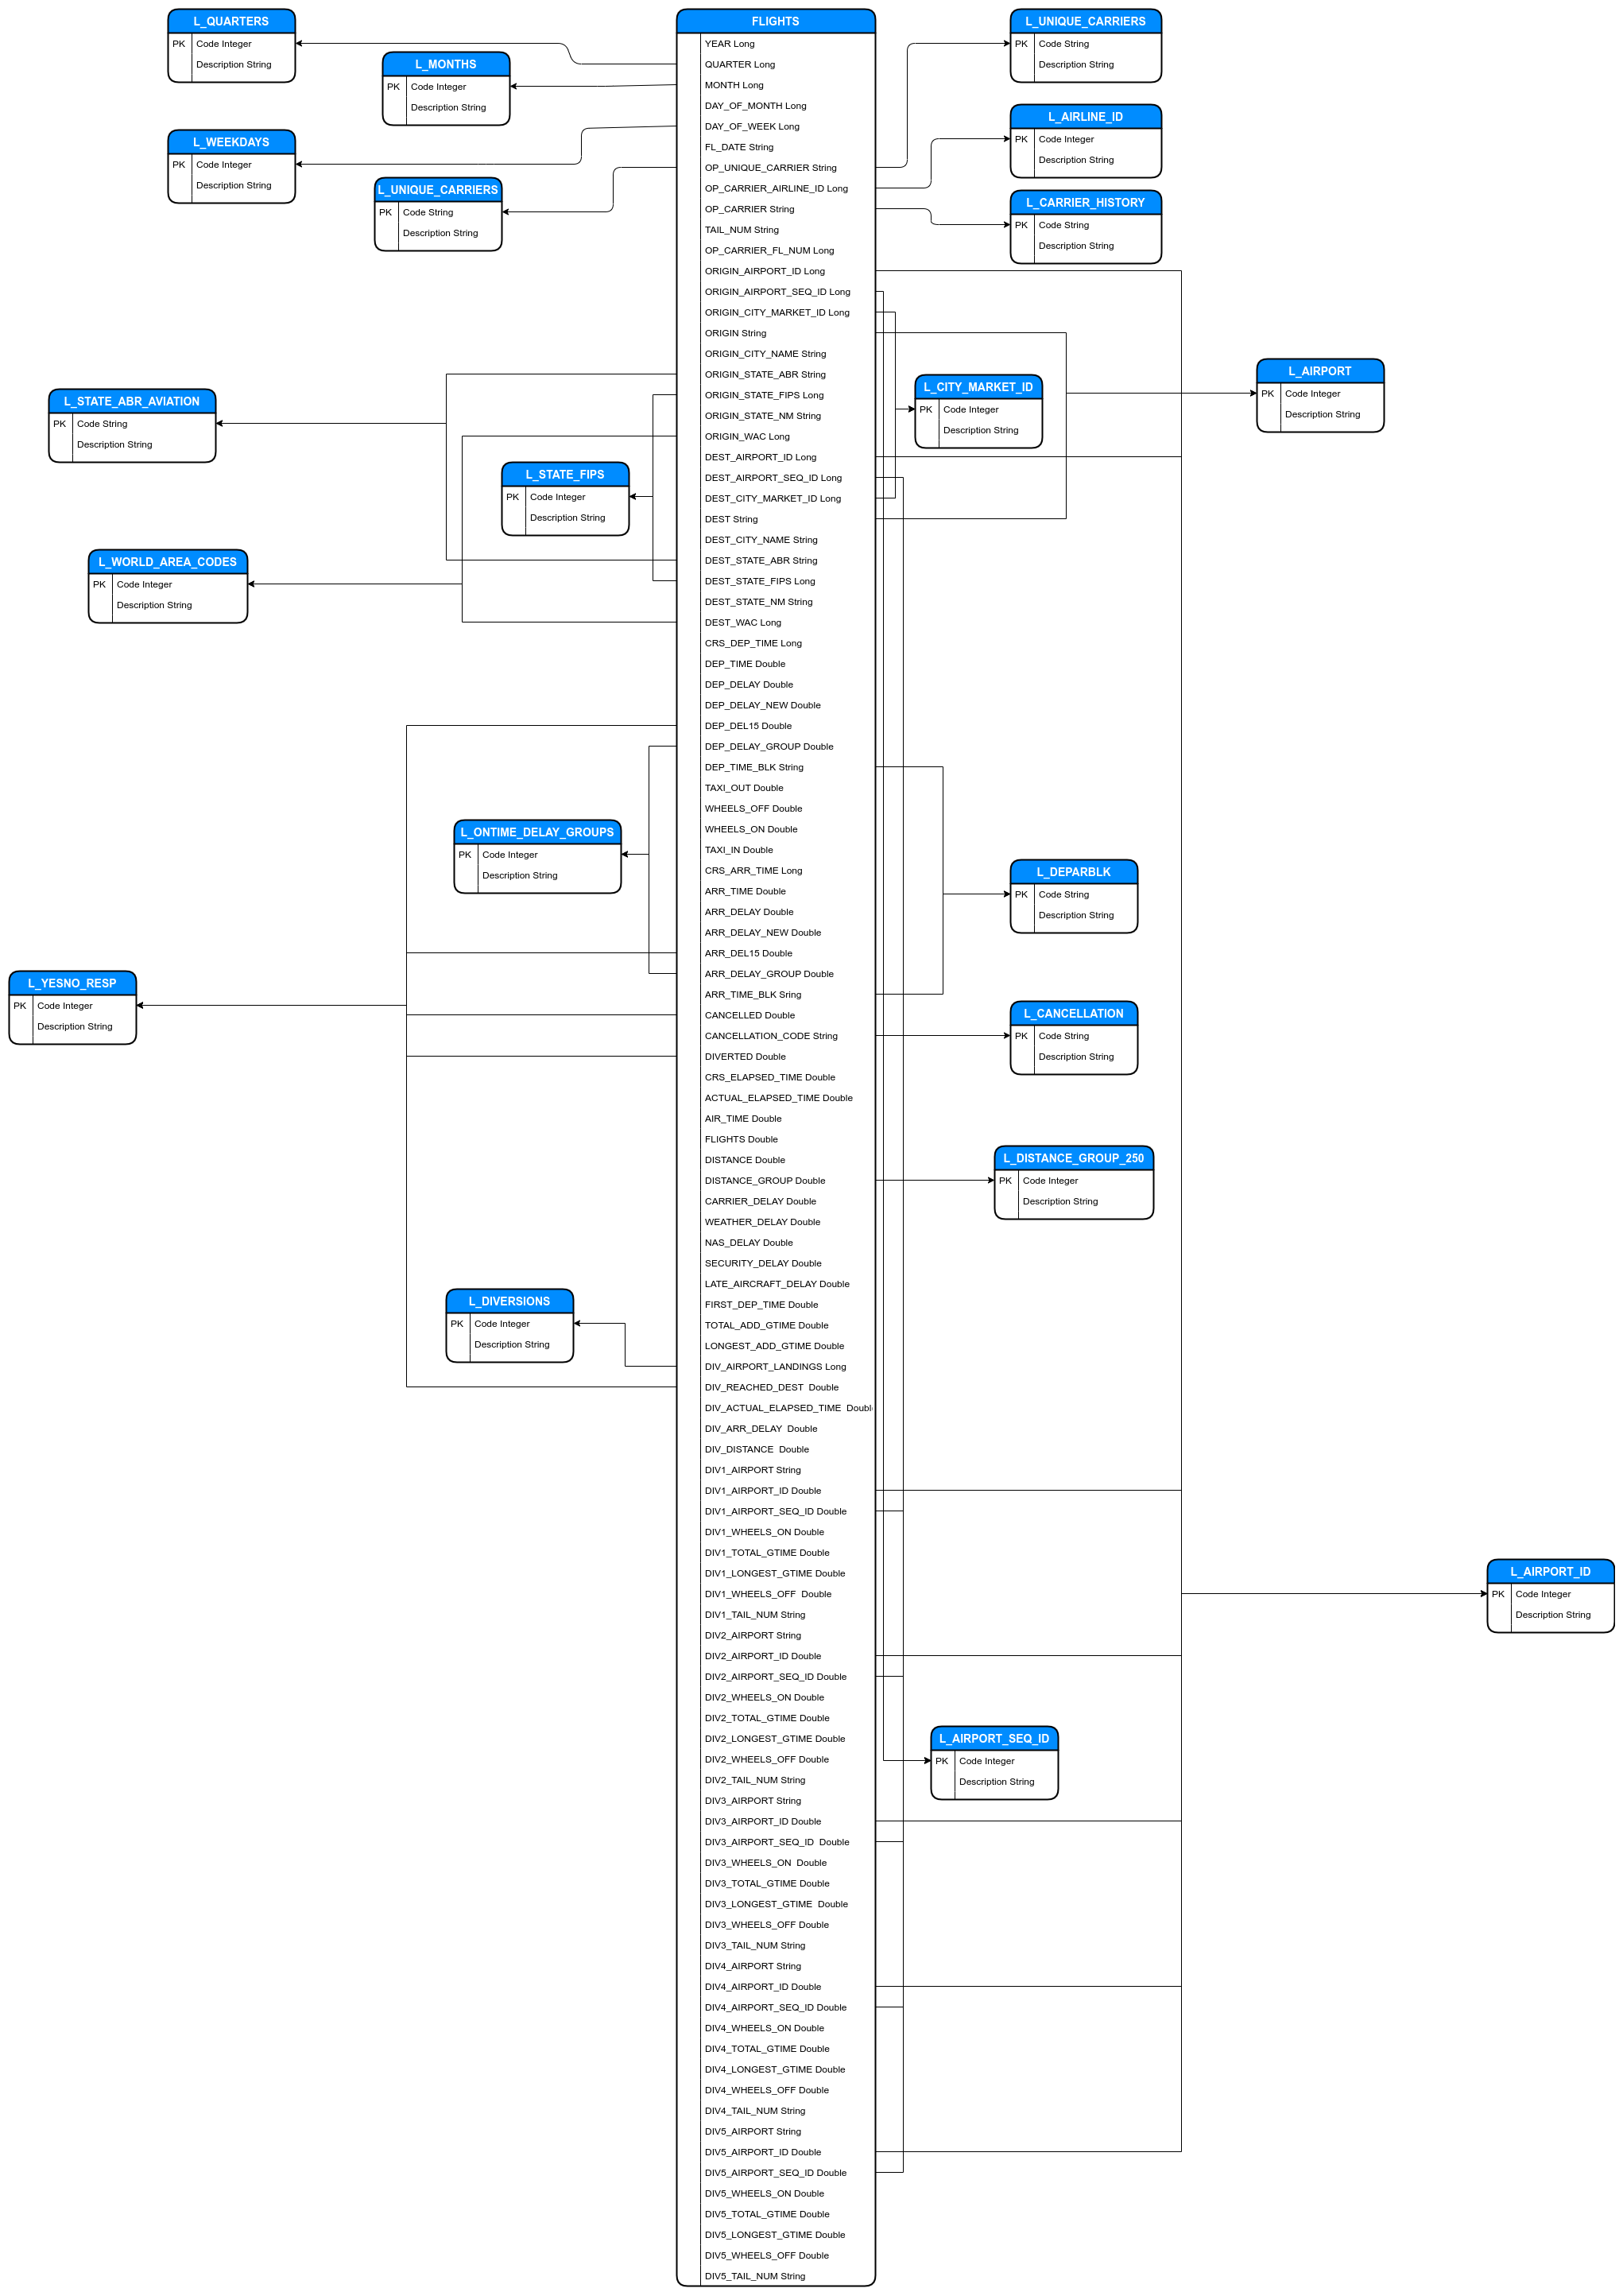 L_QUARTERS
PK Code Integer
Description String
L_MONTHS
PK Code Integer
Description String
L_WEEKDAYS
PK Code Integer
Description String
L_UNIQUE_CARRIERS
PK Code String
Description String
L_STATE_ABR_AVIATION
PK Code String
Description String
L_STATE_FIPS
PK Code Integer
Description String
L_WORLD_AREA_CODES
PK Code Integer
Description String
L_ONTIME_DELAY_GROUPS
PK Code Integer
Description String
L_YESNO_RESP
PK Code Integer
Description String
L_DIVERSIONS
PK Code Integer
Description String
FLIGHTS
YEAR Long
QUARTER Long
MONTH Long
DAY_OF_MONTH Long
DAY_OF_WEEK Long
FL_DATE String
OP_UNIQUE_CARRIER String
OP_CARRIER_AIRLINE_ID Long
OP_CARRIER String
TAIL_NUM String
OP_CARRIER_FL_NUM Long
ORIGIN_AIRPORT_ID Long
ORIGIN_AIRPORT_SEQ_ID Long
ORIGIN_CITY_MARKET_ID Long
ORIGIN String
ORIGIN_CITY_NAME String
ORIGIN_STATE_ABR String
ORIGIN_STATE_FIPS Long
ORIGIN_STATE_NM String
ORIGIN_WAC Long
DEST_AIRPORT_ID Long
DEST_AIRPORT_SEQ_ID Long
DEST_CITY_MARKET_ID Long
DEST String
DEST_CITY_NAME String
DEST_STATE_ABR String
DEST_STATE_FIPS Long
DEST_STATE_NM String
DEST_WAC Long
CRS_DEP_TIME Long
DEP_TIME Double
DEP_DELAY Double
DEP_DELAY_NEW Double
DEP_DEL15 Double
DEP_DELAY_GROUP Double
DEP_TIME_BLK String
TAXI_OUT Double
WHEELS_OFF Double
WHEELS_ON Double
TAXI_IN Double
CRS_ARR_TIME Long
ARR_TIME Double
ARR_DELAY Double
ARR_DELAY_NEW Double
ARR_DEL15 Double
ARR_DELAY_GROUP Double
ARR_TIME_BLK Sring
CANCELLED Double
CANCELLATION_CODE String
DIVERTED Double
CRS_ELAPSED_TIME Double
ACTUAL_ELAPSED_TIME Double
AIR_TIME Double
FLIGHTS Double
DISTANCE Double
DISTANCE_GROUP Double
CARRIER_DELAY Double
WEATHER_DELAY Double
NAS_DELAY Double
SECURITY_DELAY Double
LATE_AIRCRAFT_DELAY Double
FIRST_DEP_TIME Double
TOTAL_ADD_GTIME Double
LONGEST_ADD_GTIME Double
DIV_AIRPORT_LANDINGS Long
DIV_REACHED_DEST Double
DIV_ACTUAL_ELAPSED_TIME Doubl
DIV_ARR_DELAY Double
DIV_DISTANCE Double
DIV1_AIRPORT String
DIV1_AIRPORT_ID Double
DIV1_AIRPORT_SEQ_ID Double
DIV1_WHEELS_ON Double
DIV1_TOTAL_GTIME Double
DIV1_LONGEST_GTIME Double
DIV1_WHEELS_OFF Double
DIV1_TAIL_NUM String
DIV2_AIRPORT String
DIV2_AIRPORT_ID Double
DIV2_AIRPORT_SEQ_ID Double
DIV2_WHEELS_ON Double
DIV2_TOTAL_GTIME Double
DIV2_LONGEST_GTIME Double
DIV2_WHEELS_OFF Double
DIV2_TAIL_NUM String
DIV3_AIRPORT String
DIV3_AIRPORT_ID Double
DIV3_AIRPORT_SEQ_ID Double
DIV3_WHEELS_ON Double
DIV3_TOTAL_GTIME Double
DIV3_LONGEST_GTIME Double
DIV3_WHEELS_OFF Double
DIV3_TAIL_NUM String
DIV4_AIRPORT String
DIV4_AIRPORT_ID Double
DIV4_AIRPORT_SEQ_ID Double
DIV4_WHEELS_ON Double
DIV4_TOTAL_GTIME Double
DIV4_LONGEST_GTIME Double
DIV4_WHEELS_OFF Double
DIV4_TAIL_NUM String
DIV5_AIRPORT String
DIV5_AIRPORT_ID Double
DIV5_AIRPORT_SEQ_ID Double
DIV5_WHEELS_ON Double
DIV5_TOTAL_GTIME Double
DIV5_LONGEST_GTIME Double
DIV5_WHEELS_OFF Double
DIV5_TAIL_NUM String
L_UNIQUE_CARRIERS
PK Code String
Description String
L_AIRLINE_ID
PK Code Integer
Description String
L_CARRIER_HISTORY
PK Code String
Description String
L_CITY_MARKET_ID
PK Code Integer
Description String
L_AIRPORT
PK Code Integer
Description String
L_DEPARBLK
PK Code String
Description String
L_CANCELLATION
PK Code String
Description String
L_DISTANCE_GROUP_250
PK Code Integer
Description String
L_AIRPORT_ID
PK Code Integer
Description String
L_AIRPORT_SEQ_ID
PK Code Integer
Description String